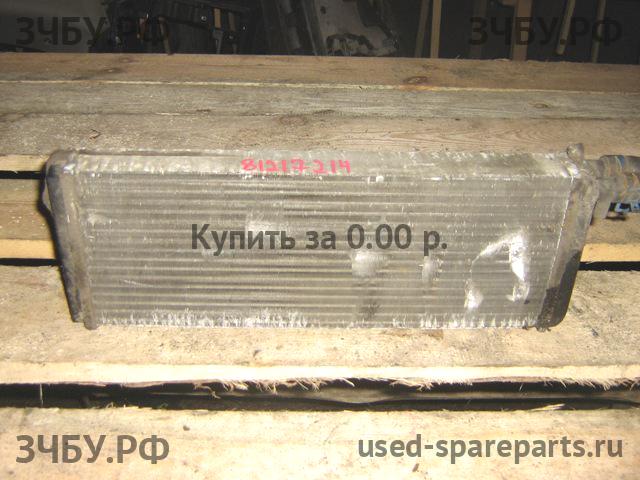 ЗЧБУ.РФ ЗЧБУ.РФ
81217214
Купить за 0.00 р.
ЗЧБУ.РФ used-spareparts.ru